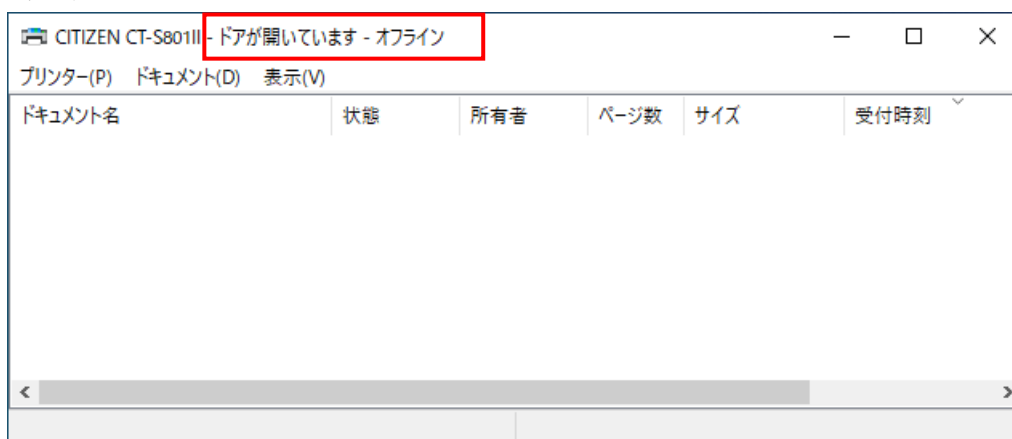 CITIZEN CT-S801II - ドアが開いています - オフライン
プリンター(P) ドキュメント(D) 表示(V)
ドキュメント名 状態 所有者 ページ数 サイズ 受付時刻